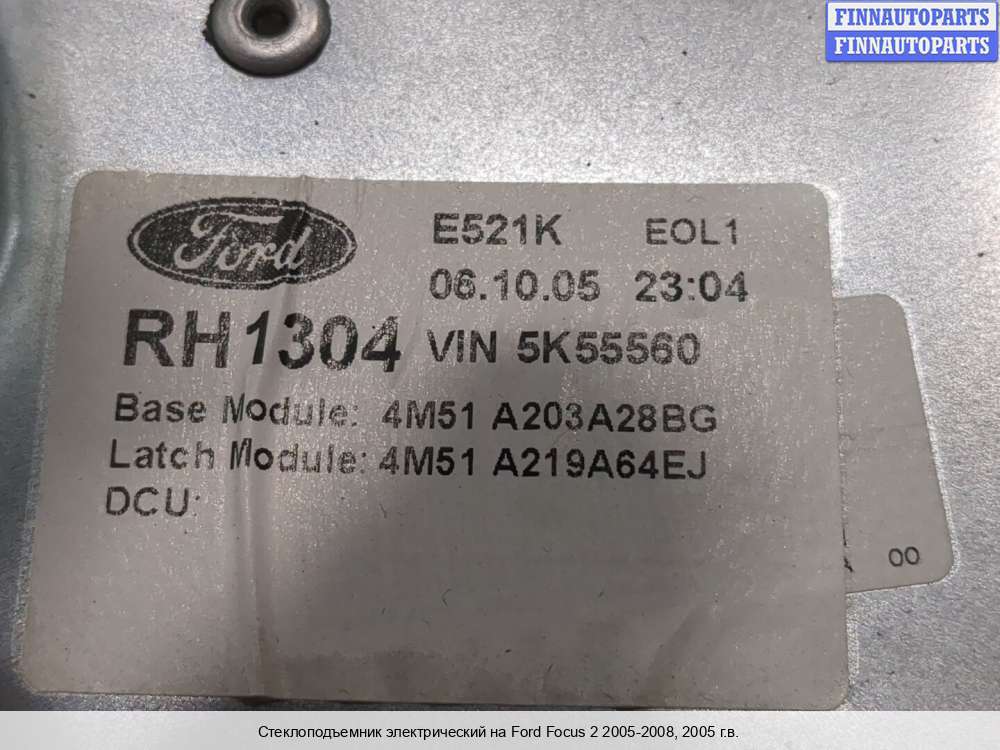 FINNAUTOPARTS
FINNAUTOPARTS
Ford
E521K EOL1
06.10.05 23:04
RH1304 VIN 5K55560
Base Module: 4M51 A203A28BG
Latch Module: 4M51 A219A64EJ
DCU:
00
Стеклоподъемник электрический на Ford Focus 2 2005-2008, 2005 г.в.